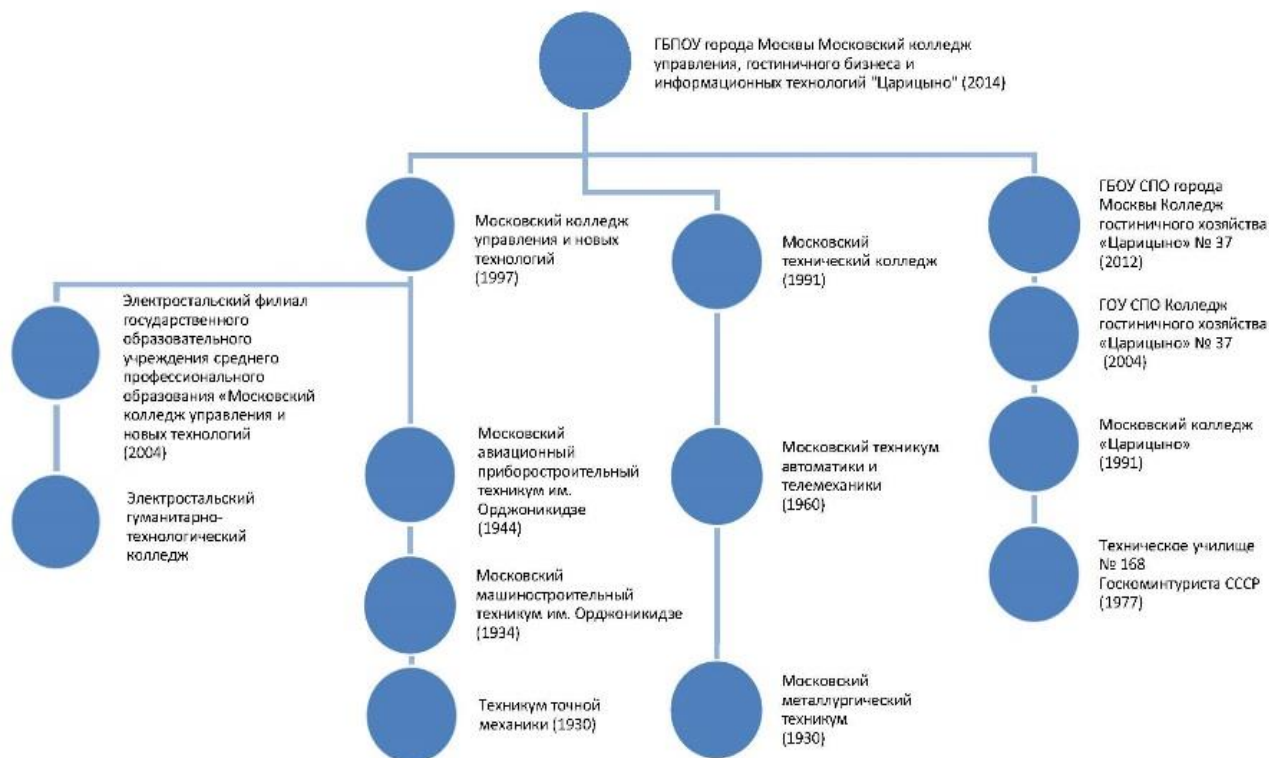 ГБПОУ города Москвы Московский колледж
управления, гостиничного бизнеса и
информационных технологий "Царицыно" (2014)
Московский колледж
управления и новых
технологий
(1997)
Московский
технический колледж
(1991)
ГБОУ СПО города
Москвы Колледж
гостиничного хозяйства
«Царицыно» № 37
(2012)
Электростальский филиал
государственного
образовательного
учреждения среднего
профессионального
образования «Московский
колледж управления и
новых технологий
(2004)
ГОУ СПО Колледж
гостиничного хозяйства
«Царицыно» № 37
(2004)
Московский
авиационный
приборостроительный
техникум им.
Орджоникидзе
(1944)
Московский техникум
автоматики и
телемеханики
(1960)
Московский колледж
«Царицыно»
(1991)
Электростальский
гуманитарно-
технологический
колледж
Московский
машиностроительный
техникум им. Орджоникидзе
(1934)
Техническое училище
№ 168
Госкоминтуриста СССР
(1977)
Техникум точной
механики (1930)
Московский
металлургический
техникум
(1930)